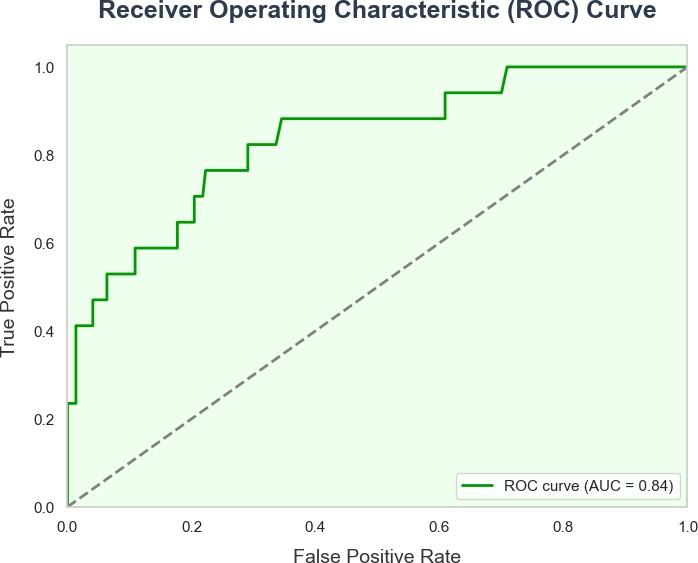 Receiver Operating Characteristic (ROC) Curve
1.0
0.8
0.6
0.4
0.2
0.0
True Positive Rate
ROC curve (AUC = 0.84)
0.0 0.2 0.4 0.6 0.8 1.0
False Positive Rate